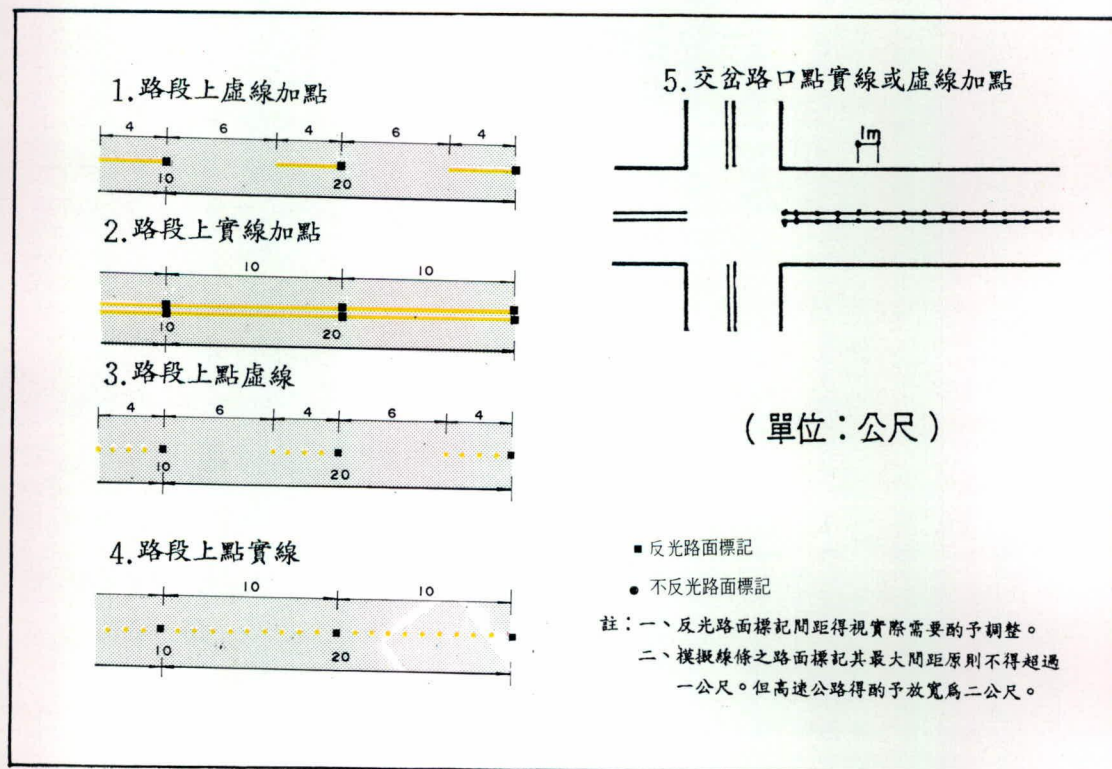 1.路段上虛線加點
4 6 4 6 4
10 20
2.路段上實線加點
10 10
10 20
3.路段上點虛線
4 6 4 6 4
10 20
4.路段上點實線
10 10
10 20
5.交岔路口點實線或虛線加點
1m
(單位：公尺)
■反光路面標記
● 不反光路面標記
註：一、反光路面標記間距得視實際需要酌予調整。
二、模擬線條之路面標記其最大間距原則不得超過
一公尺。但高速公路得酌予放寬爲二公尺。